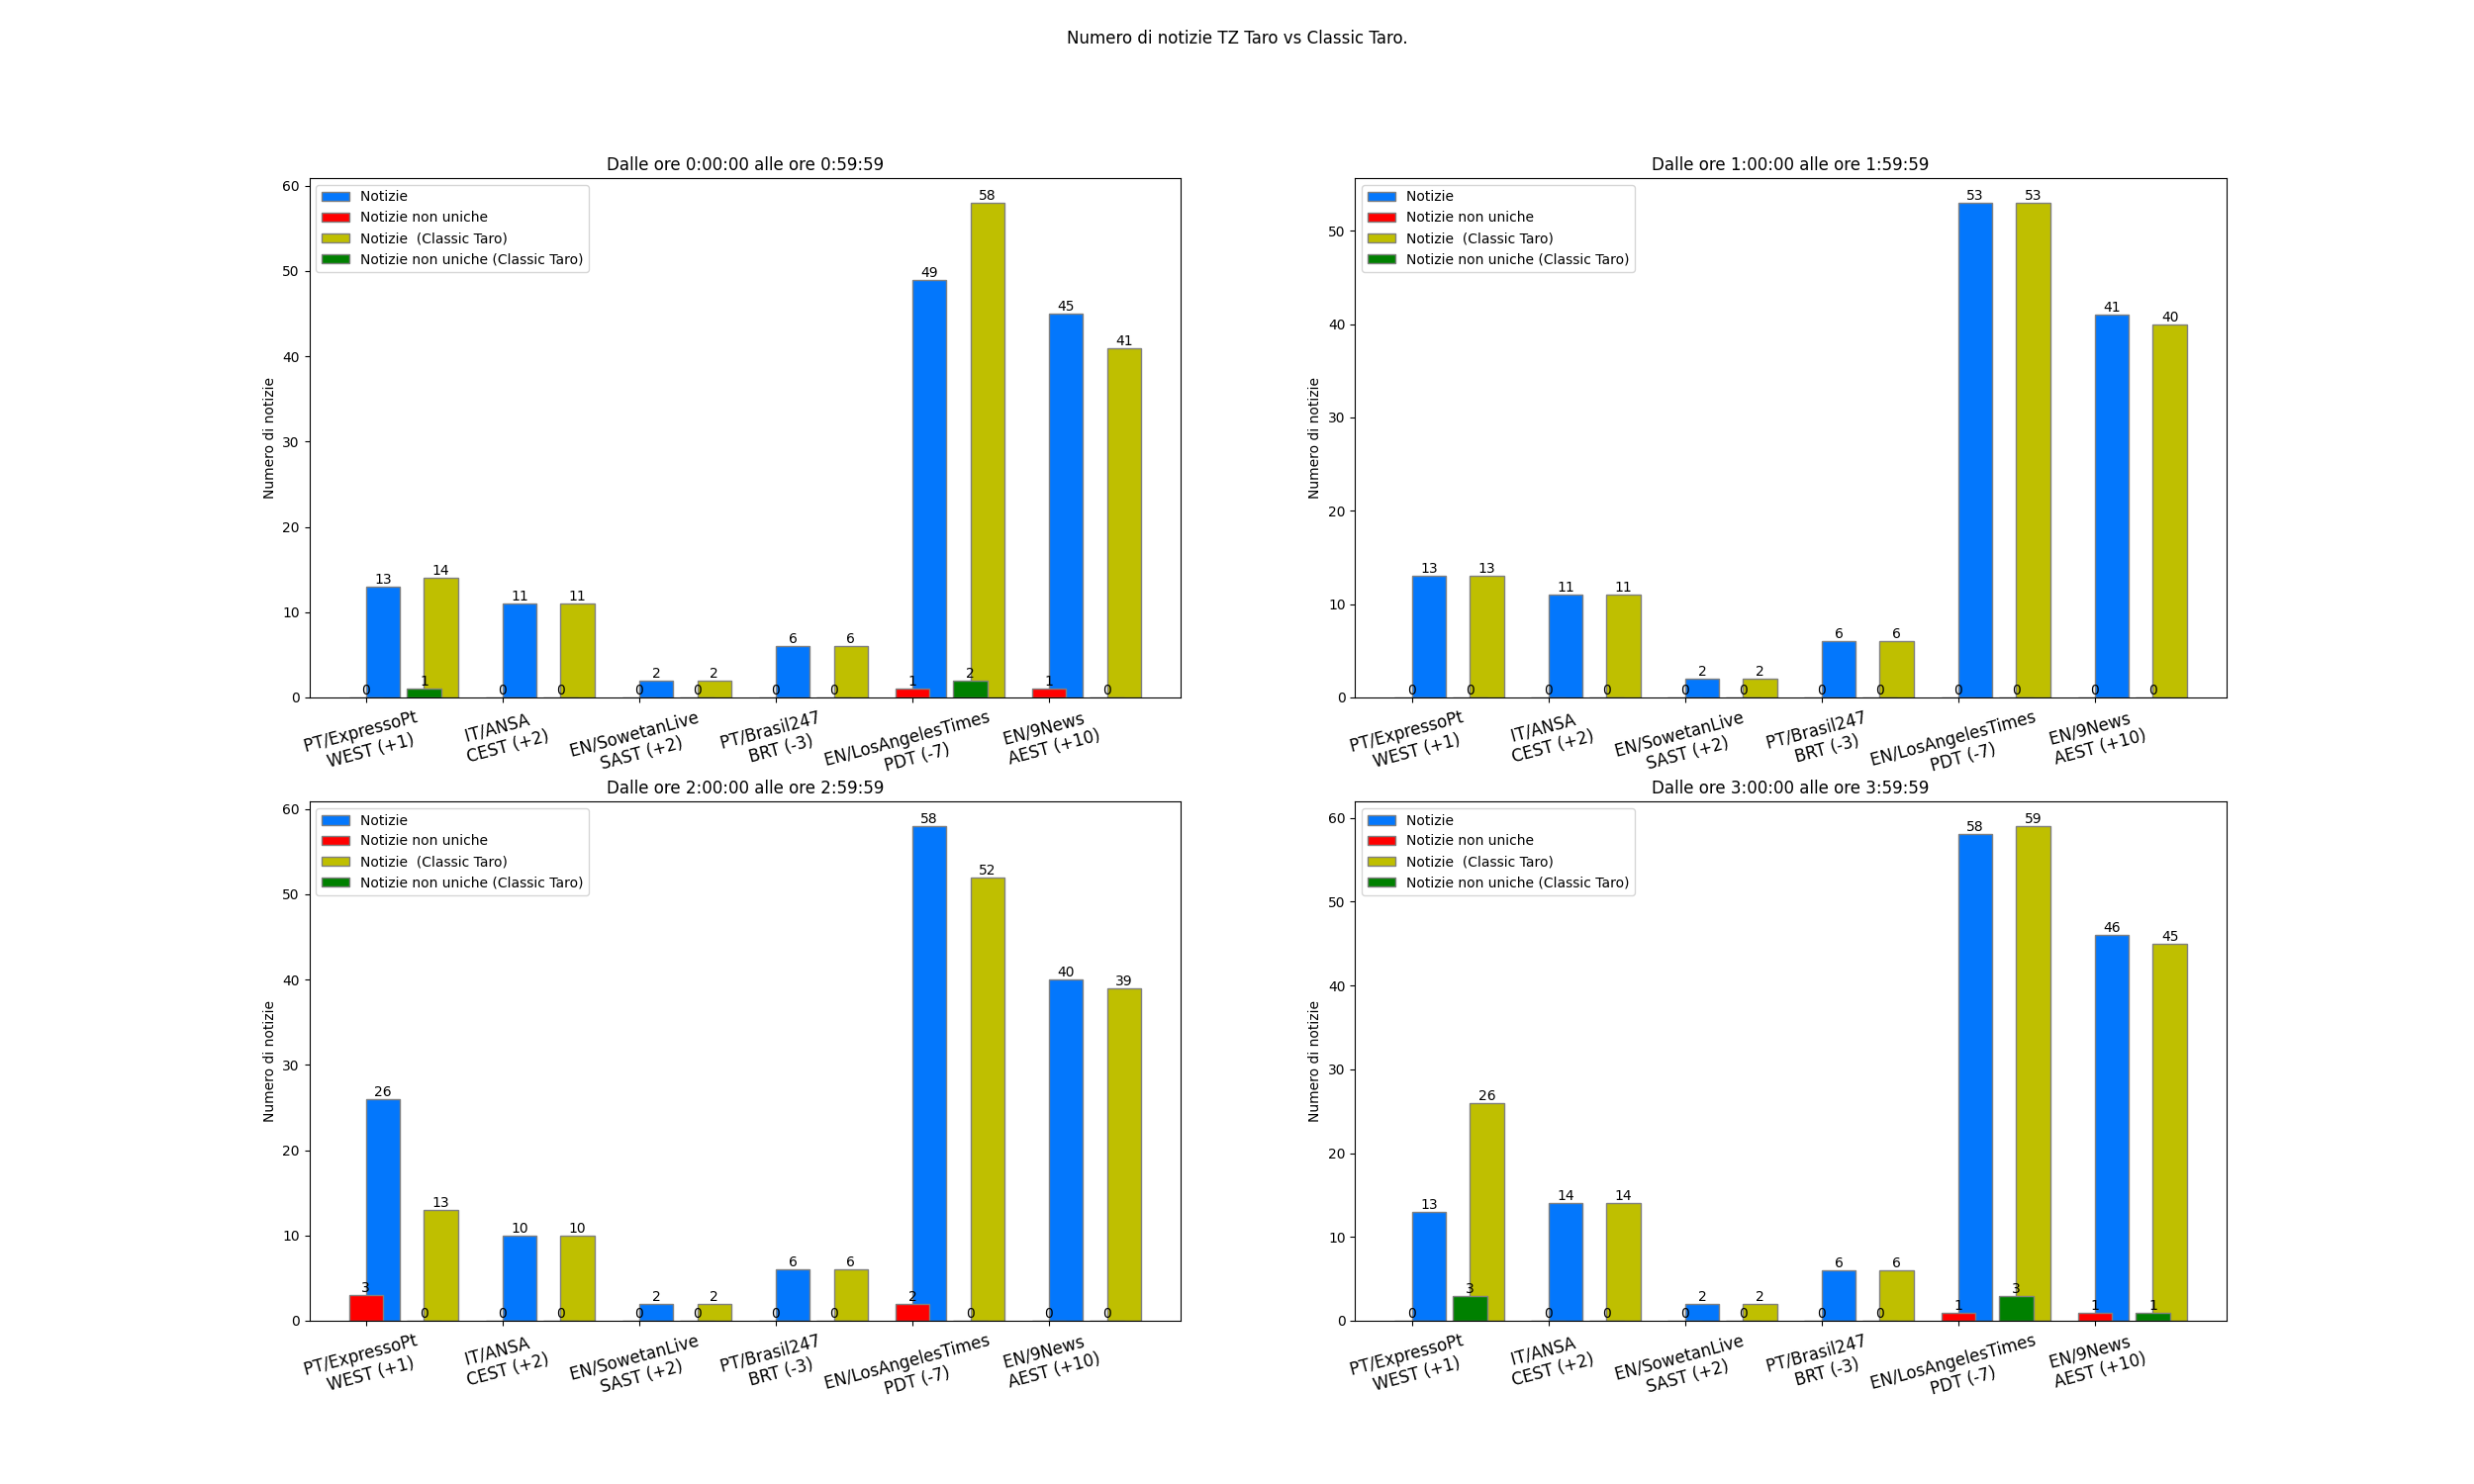 Numero di notizie TZ Taro vs Classic Taro.
Dalle ore 0:00:00 alle ore 0:59:59
Numero di notizie
60
50
40
30
20
10
0
Notizie
Notizie non uniche
Notizie  (Classic Taro)
Notizie non uniche (Classic Taro)
13
14
11
11
2
2
6
6
49
58
45
41
0
1
0
0
0
0
0
0
1
2
1
0
PT/ExpressoPt
WEST (+1)
IT/ANSA
CEST (+2)
EN/SowetanLive
SAST (+2)
PT/Brasil247
BRT (-3)
EN/LosAngelesTimes
PDT (-7)
EN/9News
AEST (+10)
Dalle ore 1:00:00 alle ore 1:59:59
Numero di notizie
50
40
30
20
10
0
Notizie
Notizie non uniche
Notizie  (Classic Taro)
Notizie non uniche (Classic Taro)
13
13
11
11
2
2
6
6
53
53
41
40
0
0
0
0
0
0
0
0
0
0
0
0
PT/ExpressoPt
WEST (+1)
IT/ANSA
CEST (+2)
EN/SowetanLive
SAST (+2)
PT/Brasil247
BRT (-3)
EN/LosAngelesTimes
PDT (-7)
EN/9News
AEST (+10)
Dalle ore 2:00:00 alle ore 2:59:59
Numero di notizie
60
50
40
30
20
10
0
Notizie
Notizie non uniche
Notizie  (Classic Taro)
Notizie non uniche (Classic Taro)
26
13
10
10
2
2
6
6
58
52
40
39
3
0
0
0
0
0
0
0
2
0
0
0
PT/ExpressoPt
WEST (+1)
IT/ANSA
CEST (+2)
EN/SowetanLive
SAST (+2)
PT/Brasil247
BRT (-3)
EN/LosAngelesTimes
PDT (-7)
EN/9News
AEST (+10)
Dalle ore 3:00:00 alle ore 3:59:59
Numero di notizie
60
50
40
30
20
10
0
Notizie
Notizie non uniche
Notizie  (Classic Taro)
Notizie non uniche (Classic Taro)
13
26
14
14
2
2
6
6
58
59
46
45
0
3
0
0
0
0
0
0
1
3
1
1
PT/ExpressoPt
WEST (+1)
IT/ANSA
CEST (+2)
EN/SowetanLive
SAST (+2)
PT/Brasil247
BRT (-3)
EN/LosAngelesTimes
PDT (-7)
EN/9News
AEST (+10)